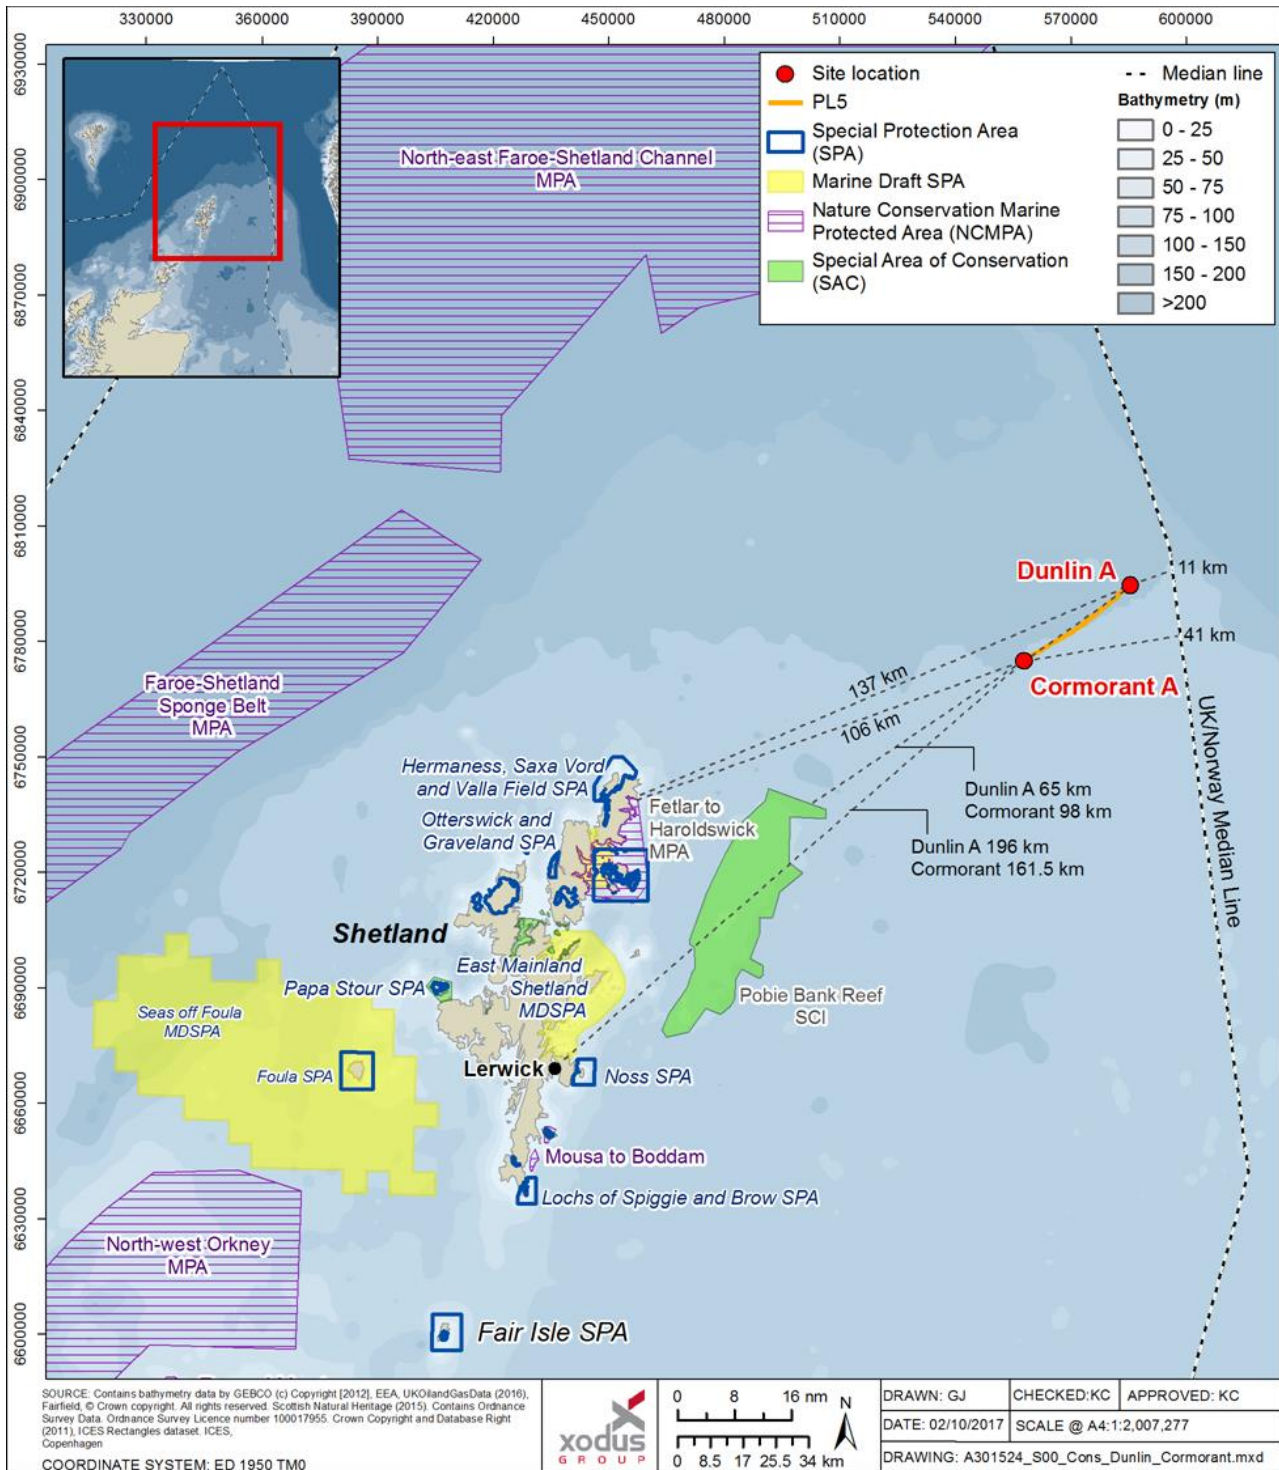 330000 360000 390000 420000 450000 480000 510000 540000 570000 600000
6930000
6900000
6870000
6840000
6810000
6780000
6750000
6720000
6690000
6660000
6630000
6600000
Site location
PL5
Special Protection Area
(SPA)
Marine Draft SPA
Nature Conservation Marine
Protected Area (NCMPA)
Special Area of Conservation
(SAC)
Median line
Bathymetry (m)
0 - 25
25 - 50
50 - 75
75 - 100
100 - 150
150 - 200
>200
North-east Faroe-Shetland Channel
MPA
Dunlin A
11 km
41 km
Cormorant A
137 km
106 km
UK/Norway Median Line
Faroe-Shetland
Sponge Belt
MPA
Hermaness, Saxa Vord
and Valla Field SPA
Otterswick and
Graveland SPA
Fetlar to
Haroldswick
MPA
Dunlin A 65 km
Cormorant 98 km
Dunlin A 196 km
Cormorant 161.5 km
Shetland
East Mainland
Shetland
MDSPA
Papa Stour SPA
Pobie Bank Reef
SCI
Seas off Foula
MDSPA
Foula SPA
Lerwick
Noss SPA
Mousa to Boddam
Lochs of Spiggie and Brow SPA
North-west Orkney
MPA
Fair Isle SPA
SOURCE: Contains bathymetry data by GEBCO (c) Copyright [2012], EEA, UKOilandGasData (2016),
Fairfield, © Crown copyright. All rights reserved. Scottish Natural Heritage (2015). Contains Ordnance
Survey Data. Ordnance Survey Licence number 100017955. Crown Copyright and Database Right
(2011), ICES Rectangles dataset. ICES,
Copenhagen
COORDINATE SYSTEM: ED 1950 TM0
xodus
GROUP
0 8 16 nm
N
0 8.5 17 25.5 34 km
DRAWN: GJ
CHECKED:KC
APPROVED: KC
DATE: 02/10/2017
SCALE @ A4:1:2,007,277
DRAWING: A301524_S00_Cons_Dunlin_Cormorant.mxd